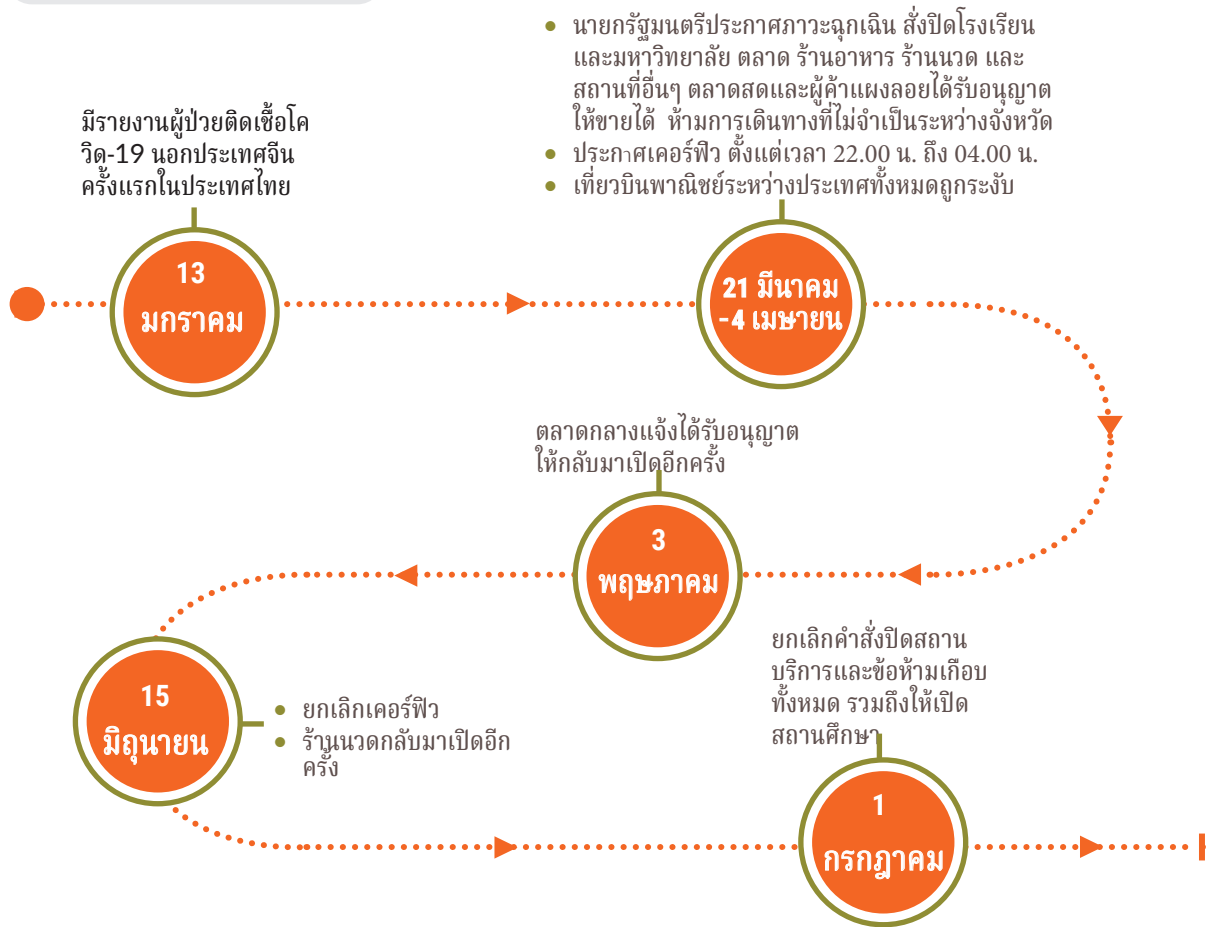 มีรายงานผู้ป่วยติดเชื้อโค
วิด-19 นอกประเทศจีน
ครั้งแรกในประเทศไทย
13
มกราคม
● นายกรัฐมนตรีประกาศภาวะฉุกเฉิน สั่งปิดโรงเรียน
และมหาวิทยาลัย ตลาด ร้านอาหาร ร้านนวด และ
สถานที่อื่นๆ ตลาดสดและผู้ค้าแผงลอยได้รับอนุญาต
ให้ขายได้ ห้ามการเดินทางที่ไม่จำเป็นระหว่างจังหวัด
● ประกาศเคอร์ฟิว ตั้งแต่เวลา 22.00 น. ถึง 04.00 น.
● เที่ยวบินพาณิชย์ระหว่างประเทศทั้งหมดถูกระงับ
21 มีนาคม
-4 เมษายน
ตลาดกลางแจ้งได้รับอนุญาต
ให้กลับมาเปิดอีกครั้ง
3
พฤษภาคม
15
มิถุนายน
● ยกเลิกเคอร์ฟิว
● ร้านนวดกลับมาเปิดอีก
ครั้ง
ยกเลิกคำสั่งปิดสถาน
บริการและข้อห้ามเกือบ
ทั้งหมด รวมถึงให้เปิด
สถานศึกษา
1
กรกฎาคม